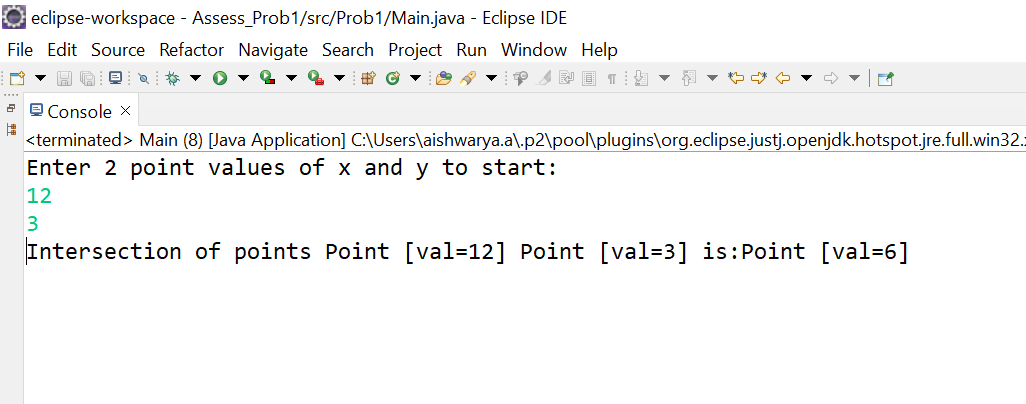 eclipse-workspace - Assess_Prob1/src/Prob1/Main.java - Eclipse IDE
File Edit Source Refactor Navigate Search Project Run Window Help
Console
<terminated> Main (8) [Java Application] C:\Users\aishwarya.a\.p2\pool\plugins\org.eclipse.justj.openjdk.hotspot.jre.full.win32.
Enter 2 point values of x and y to start:
12
3
Intersection of points Point [val=12] Point [val=3] is:Point [val=6]